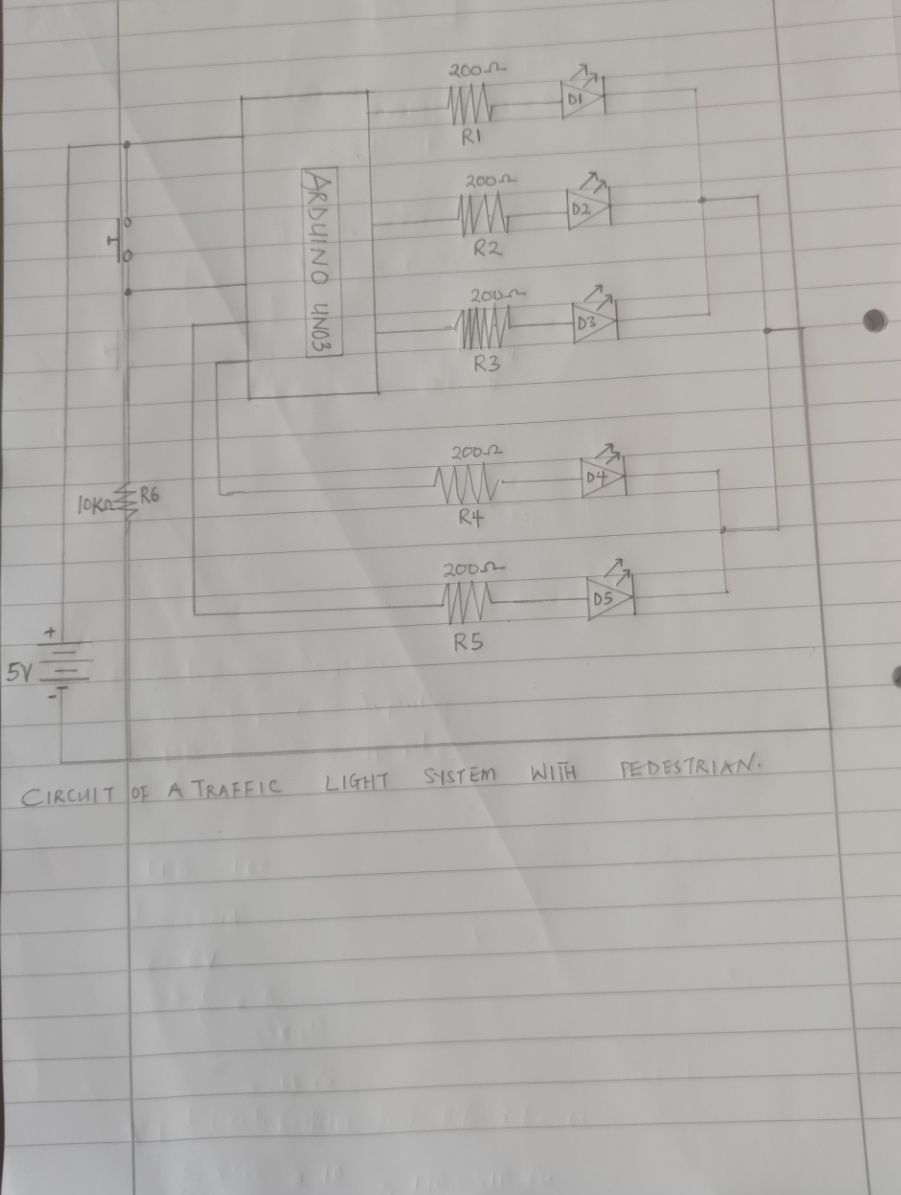 200Ω
D1
R1
200Ω
D2
R2
ARDUINO UNO3
200Ω
D3
R3
200Ω
D4
R4
10KΩ R6
200Ω
D5
R5
+
5V
-
CIRCUIT OF A TRAFFIC LIGHT SYSTEM WITH PEDESTRIAN.